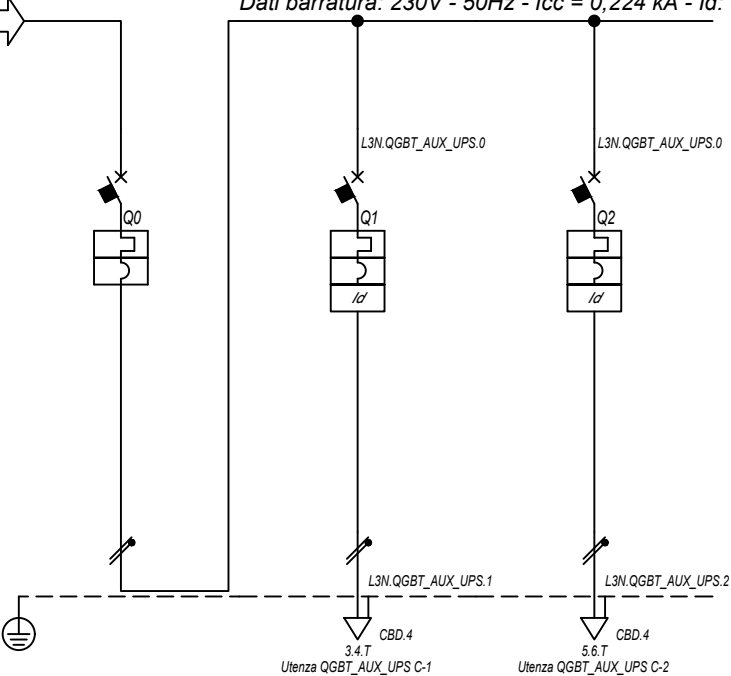 Dati barratura: 230V - 50Hz - Icc = 0,224 kA - Id:
L3N.QGBT_AUX_UPS.0
L3N.QGBT_AUX_UPS.0
Q0
Q1
Q2
Id
Id
L3N.QGBT_AUX_UPS.1
L3N.QGBT_AUX_UPS.2
CBD.4
CBD.4
3.4.T
5.6.T
Utenza QGBT_AUX_UPS C-1
Utenza QGBT_AUX_UPS C-2